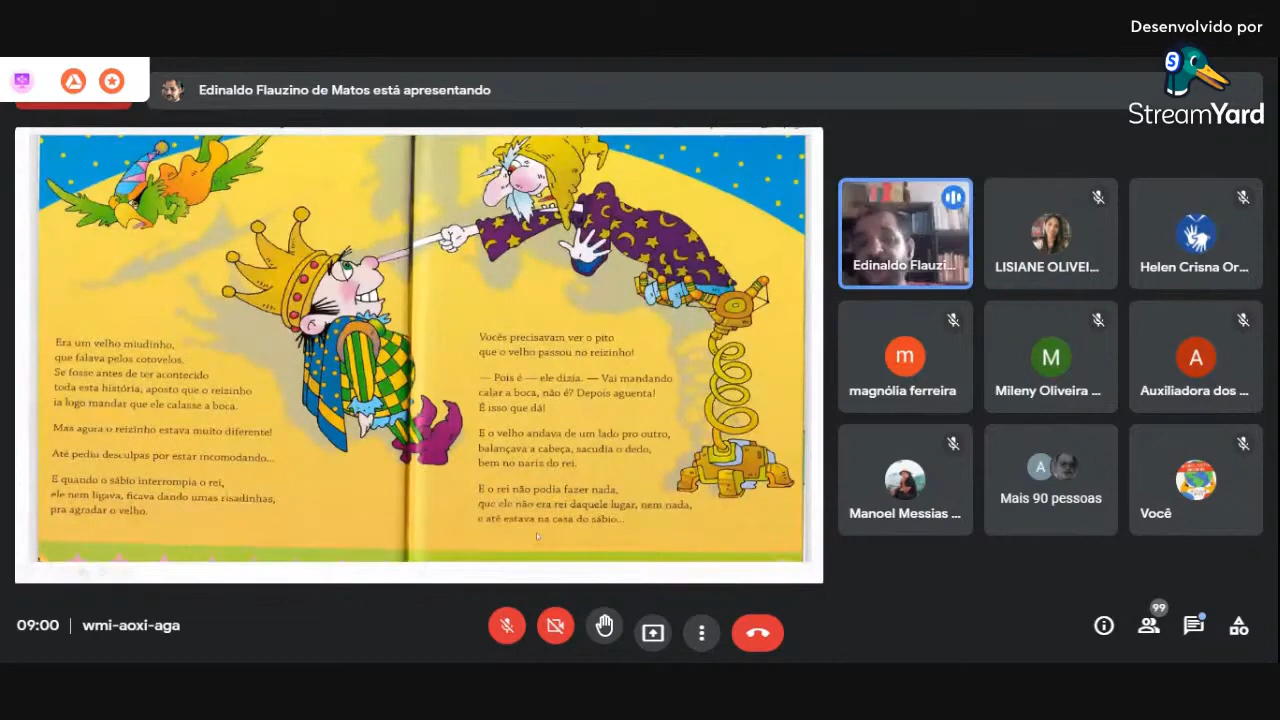 Desenvolvido por
StreamYard
Edinaldo Flauzino de Matos está apresentando
Era um velho miudinho,
que falava pelos cotovelos.
Se fosse antes de ter acontecido
toda esta história, aposto que o reizinho
ia logo mandar que ele calasse a boca.
Mas agora o reizinho estava muito diferente!
Até pediu desculpas por estar incomodando...
E quando o sábio interrompia o rei,
ele nem ligava, ficava dando umas risadinhas,
pra agradar o velho.
Vocês precisavam ver o pito
que o velho passou no reizinho!
— Pois é — ele dizia. — Vai mandando
calar a boca, não é? Depois aguenta!
É isso que dá!
E o velho andava de um lado pro outro,
balançava a cabeça, sacudia o dedo,
bem no nariz do rei.
E o rei não podia fazer nada,
que ele não era rei daquele lugar, nem nada,
e até estava na casa do sábio...
Edinaldo Flauzi...
LISIANE OLIVEI...
Helen Crisna Or...
m
magnólia ferreira
M
Mileny Oliveira ...
A
Auxiliadora dos ...
Manoel Messias ...
A
Mais 90 pessoas
Você
09:00 | wmi-aoxi-aga
99